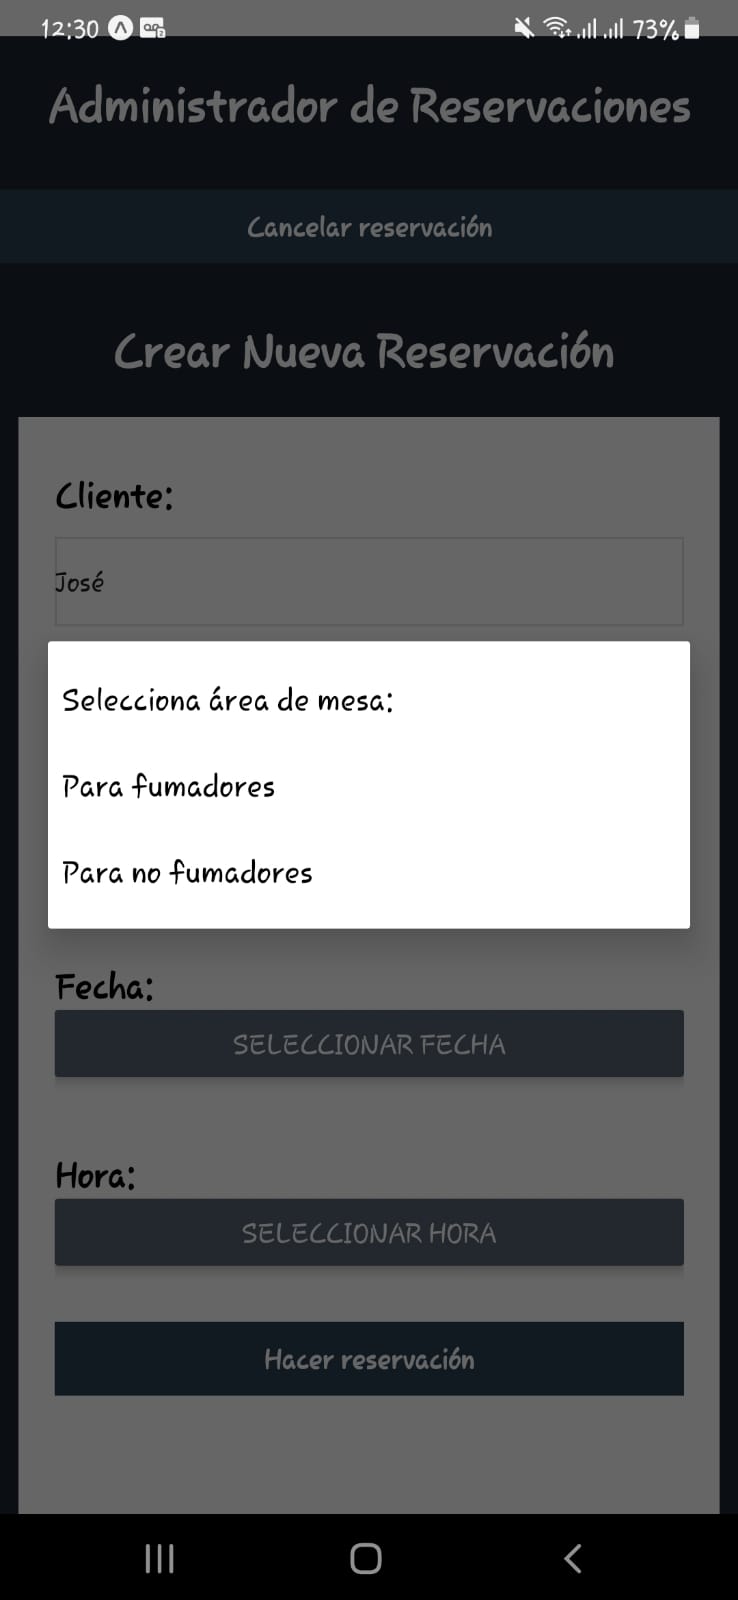 12:30
73%
Administrador de Reservaciones
Cancelar reservación
Crear Nueva Reservación
Cliente:
José
Selecciona área de mesa:
Para fumadores
Para no fumadores
Fecha:
SELECCIONAR FECHA
Hora:
SELECCIONAR HORA
Hacer reservación